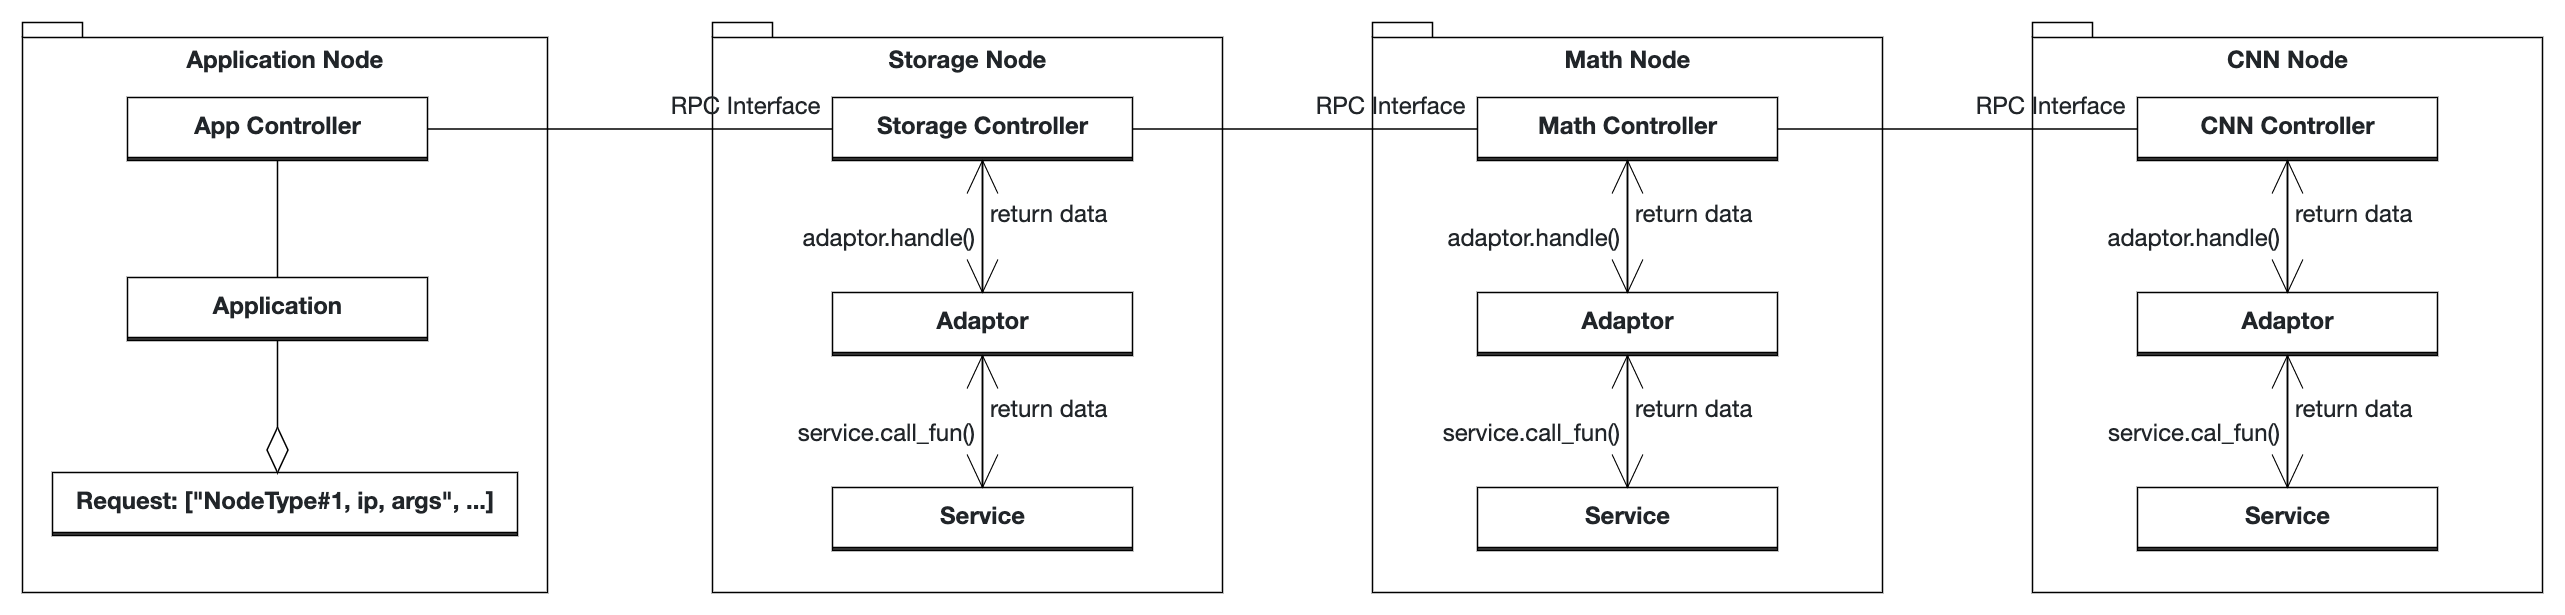 Application Node
App Controller
Application
Request: ["NodeType#1, ip, args", ...]
RPC Interface
Storage Node
Storage Controller
return data
adaptor.handle()
Adaptor
return data
service.call_fun()
Service
RPC Interface
Math Node
Math Controller
return data
adaptor.handle()
Adaptor
return data
service.call_fun()
Service
RPC Interface
CNN Node
CNN Controller
return data
adaptor.handle()
Adaptor
return data
service.cal_fun()
Service